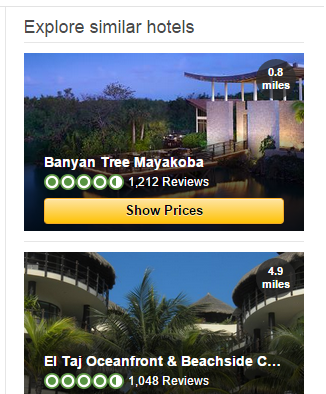 Explore similar hotels
0.8
miles
Banyan Tree Mayakoba
1,212 Reviews
Show Prices
4.9
miles
El Taj Oceanfront & Beachside C...
1,048 Reviews